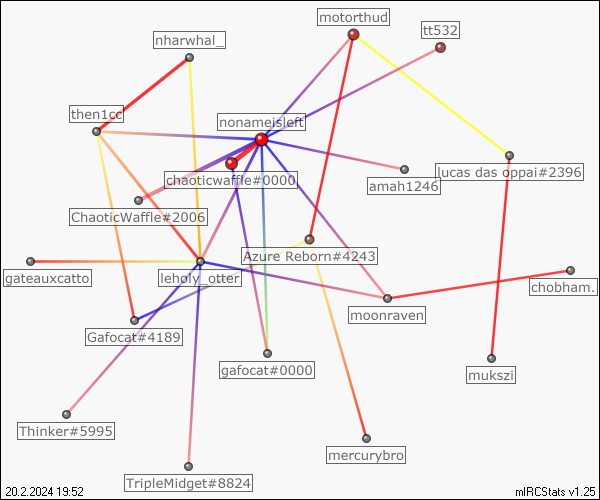 motorthud
tt532
nharwhal_
then1cc
nonameisleft
lucas das oppai#2396
chaoticwaffle#0000
amah1246
ChaoticWaffle#2006
Azure Reborn#4243
gateauxcatto
leholy_otter
chobham.
moonraven
Gafocat#4189
gafocat#0000
mukszi
Thinker#5995
mercurybro
TripleMidget#8824
20.2.2024 19:52
mIRCStats v1.25